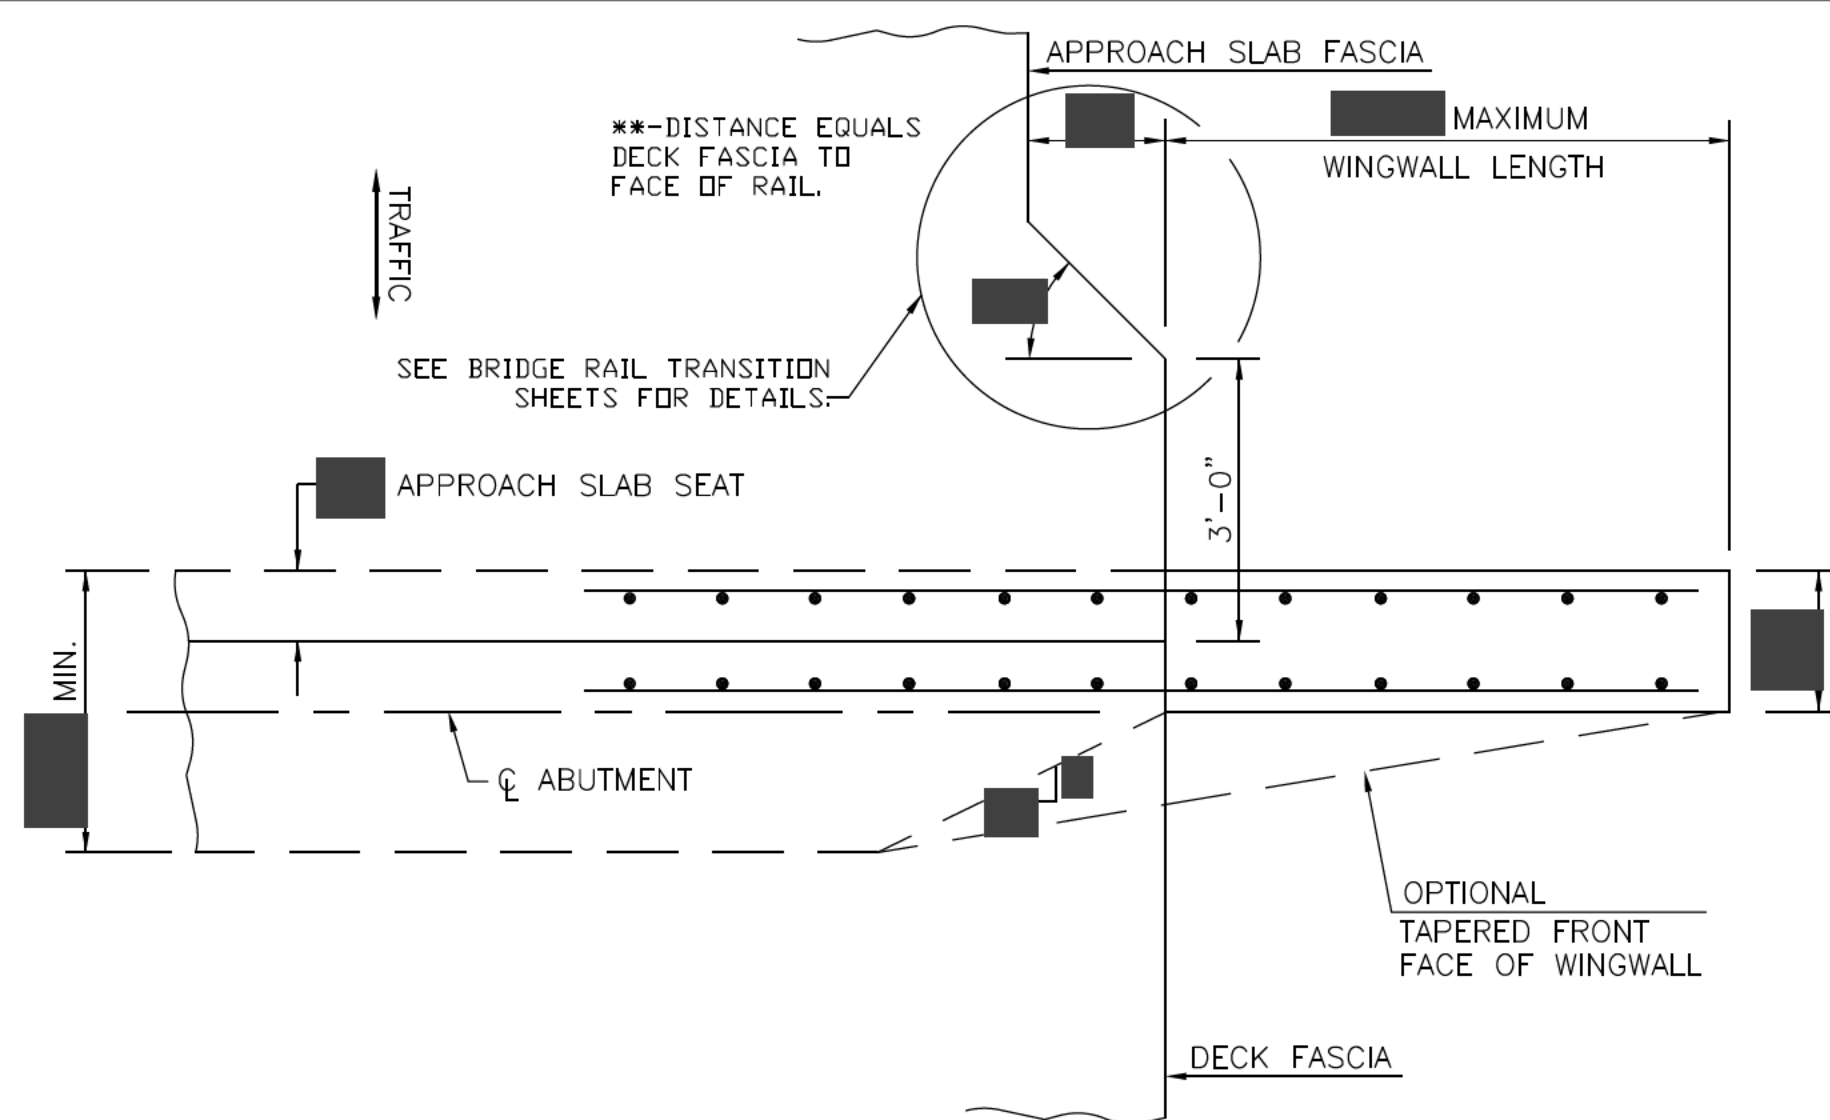 APPROACH SLAB FASCIA
**-DISTANCE EQUALS
DECK FASCIA TO
FACE OF RAIL.
MAXIMUM
WINGWALL LENGTH
TRAFFIC
SEE BRIDGE RAIL TRANSITION
SHEETS FOR DETAILS.
APPROACH SLAB SEAT
3'-0"
MIN.
℄ ABUTMENT
OPTIONAL
TAPERED FRONT
FACE OF WINGWALL
DECK FASCIA